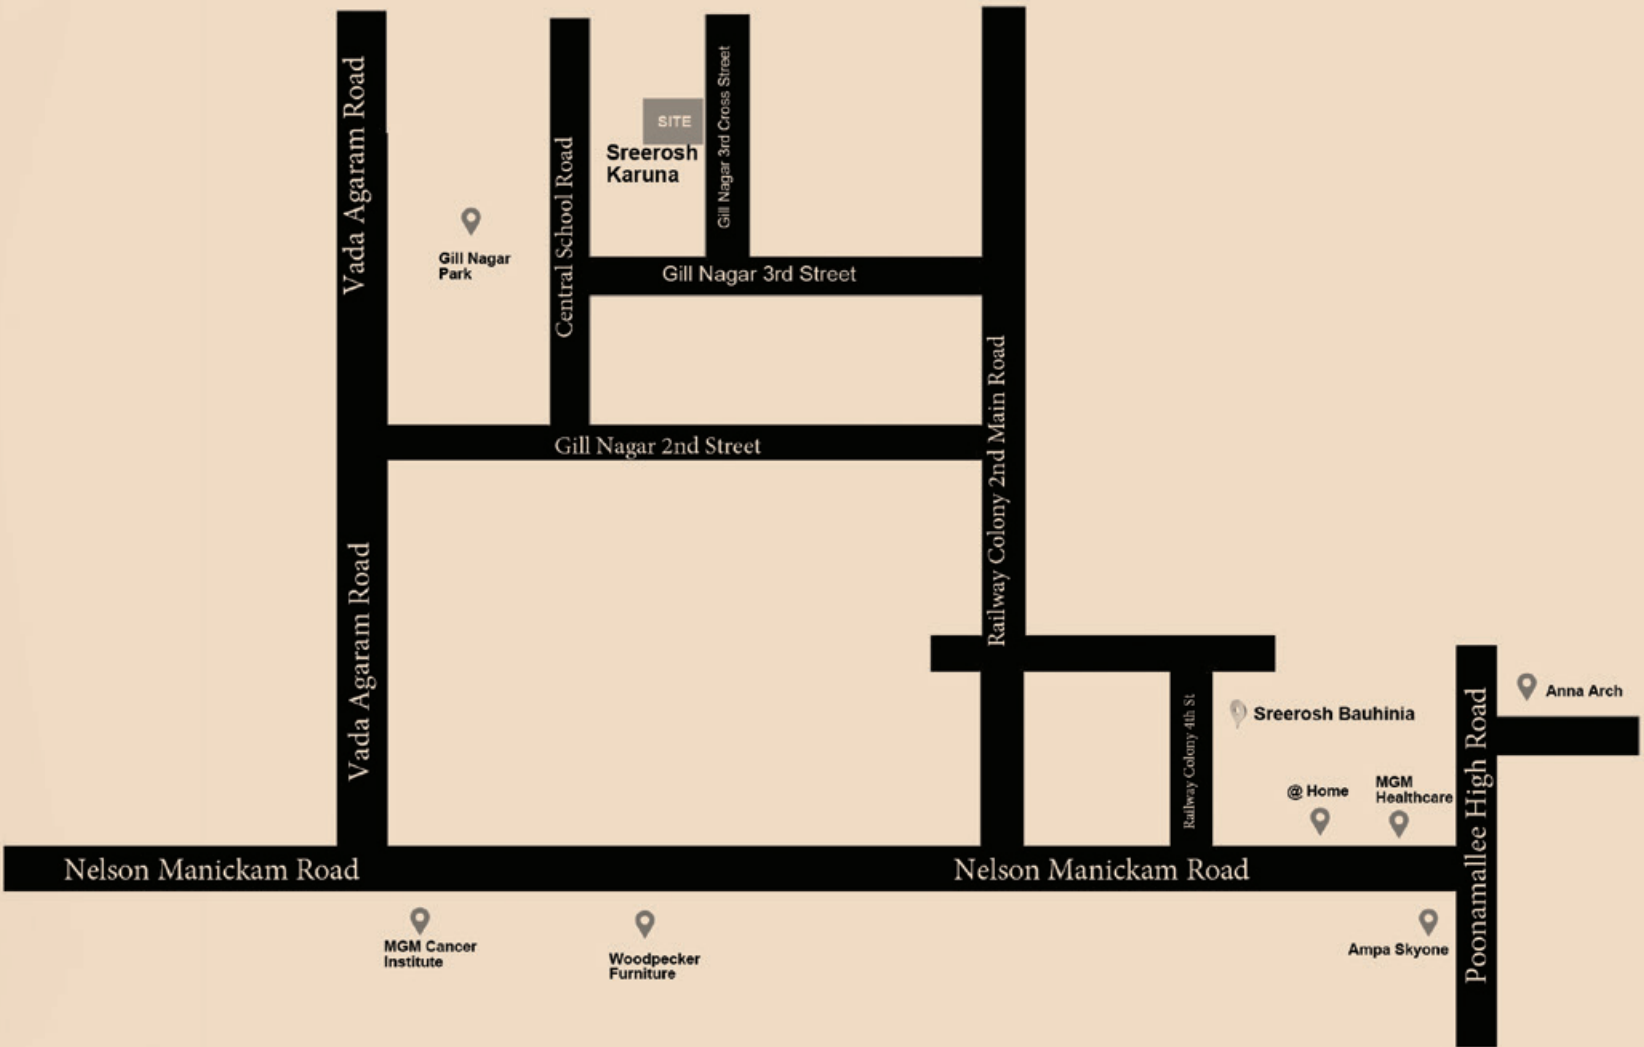 Vada Agaram Road
Central School Road
SITE
Sreerosh
Karuna
Gill Nagar 3rd Cross Street
Gill Nagar
Park
Gill Nagar 3rd Street
Railway Colony 2nd Main Road
Gill Nagar 2nd Street
Vada Agaram Road
Railway Colony 4th St
Sreerosh Bauhinia
Anna Arch
Poonamallee High Road
@ Home
MGM
Healthcare
Nelson Manickam Road
Nelson Manickam Road
MGM Cancer
Institute
Woodpecker
Furniture
Ampa Skyone